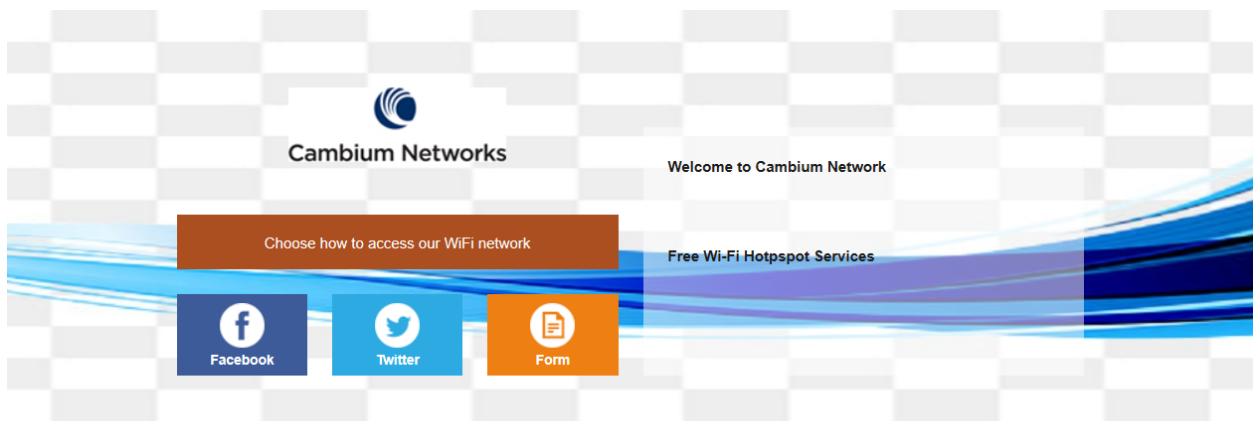 Cambium Networks
Choose how to access our WiFi network
Facebook
Twitter
Form
Welcome to Cambium Network
Free Wi-Fi Hotpspot Services